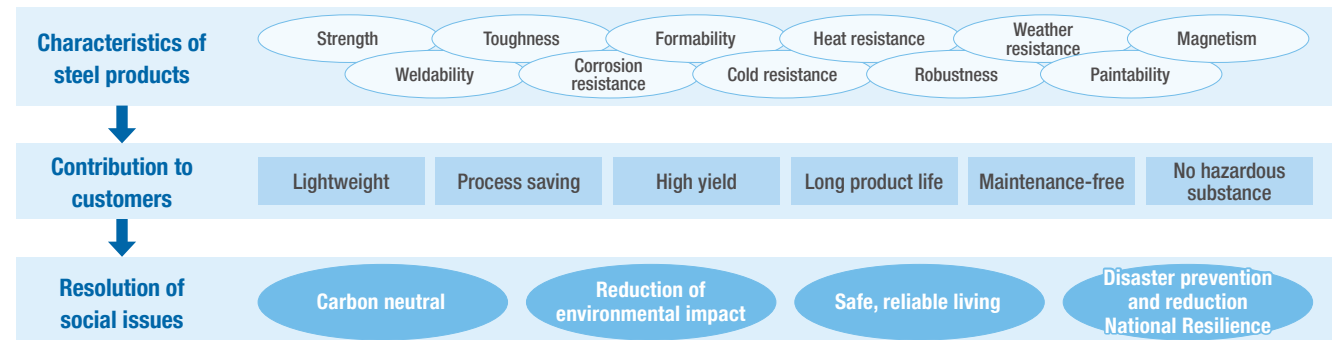 Characteristics of
steel products
Strength
Toughness
Formability
Heat resistance
Weather
resistance
Magnetism
Weldability
Corrosion
resistance
Cold resistance
Robustness
Paintability
Contribution to
customers
Lightweight
Process saving
High yield
Long product life
Maintenance-free
No hazardous
substance
Resolution of
social issues
Carbon neutral
Reduction of
environmental impact
Safe, reliable living
Disaster prevention
and reduction
National Resilience